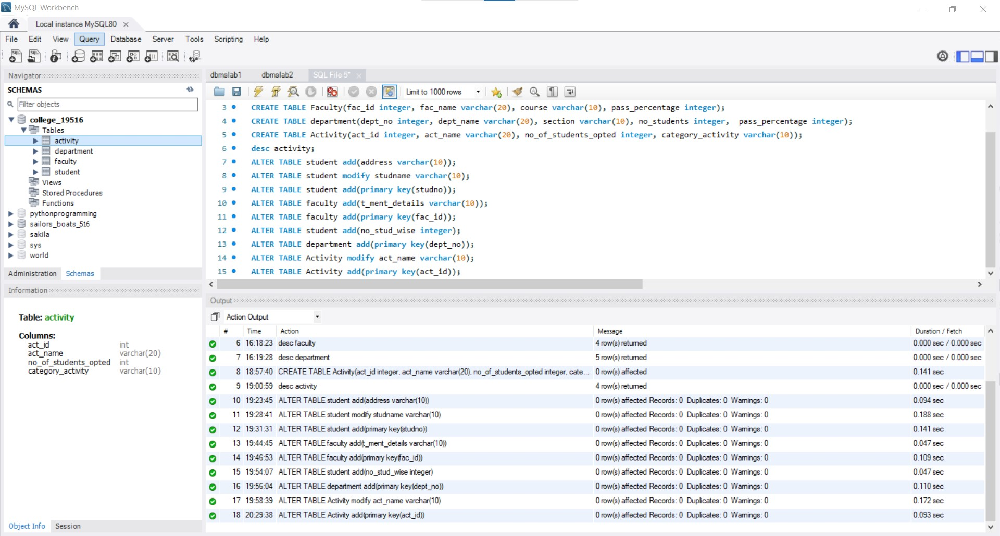 MySQL Workbench
Local instance MySQL80
File Edit View Query Database Server Tools Scripting Help
Navigator
SCHEMAS
Filter objects
college_19516
Tables
activity
department
faculty
student
Views
Stored Procedures
Functions
pythonprogramming
sailors_boats_516
sakila
sys
world
Administration Schemas
Information
Table: activity
Columns:
act_id int
act_name varchar(20)
no_of_students_opted int
category_activity varchar(10)
Object Info Session
dbmslab1 dbmslab2 SQL File 5*
Limit to 1000 rows
3 CREATE TABLE Faculty(fac_id integer, fac_name varchar(20), course varchar(10), pass_percentage integer);
4 CREATE TABLE department(dept_no integer, dept_name varchar(20), section varchar(10), no_students integer,  pass_percentage integer);
5 CREATE TABLE Activity(act_id integer, act_name varchar(20), no_of_students_opted integer, category_activity varchar(10));
6 desc activity;
7 ALTER TABLE student add(address varchar(10));
8 ALTER TABLE student modify studname varchar(10);
9 ALTER TABLE student add(primary key(studno));
10 ALTER TABLE faculty add(t_ment_details varchar(10));
11 ALTER TABLE faculty add(primary key(fac_id));
12 ALTER TABLE student add(no_stud_wise integer);
13 ALTER TABLE department add(primary key(dept_no));
14 ALTER TABLE Activity modify act_name varchar(10);
15 ALTER TABLE Activity add(primary key(act_id));
Output
Action Output
# Time Action Message Duration / Fetch
6 16:18:23 desc faculty 4 row(s) returned 0.000 sec / 0.000 sec
7 16:19:28 desc department 5 row(s) returned 0.000 sec / 0.000 sec
8 18:57:40 CREATE TABLE Activity(act_id integer, act_name varchar(20), no_of_students_opted integer, cate... 0 row(s) affected 0.141 sec
9 19:00:59 desc activity 4 row(s) returned 0.000 sec / 0.000 sec
10 19:23:45 ALTER TABLE student add(address varchar(10)) 0 row(s) affected Records: 0 Duplicates: 0 Warnings: 0 0.094 sec
11 19:28:41 ALTER TABLE student modify studname varchar(10) 0 row(s) affected Records: 0 Duplicates: 0 Warnings: 0 0.188 sec
12 19:31:31 ALTER TABLE student add(primary key(studno)) 0 row(s) affected Records: 0 Duplicates: 0 Warnings: 0 0.141 sec
13 19:44:45 ALTER TABLE faculty add(t_ment_details varchar(10)) 0 row(s) affected Records: 0 Duplicates: 0 Warnings: 0 0.047 sec
14 19:46:53 ALTER TABLE faculty add(primary key(fac_id)) 0 row(s) affected Records: 0 Duplicates: 0 Warnings: 0 0.109 sec
15 19:54:07 ALTER TABLE student add(no_stud_wise integer) 0 row(s) affected Records: 0 Duplicates: 0 Warnings: 0 0.047 sec
16 19:56:04 ALTER TABLE department add(primary key(dept_no)) 0 row(s) affected Records: 0 Duplicates: 0 Warnings: 0 0.110 sec
17 19:58:39 ALTER TABLE Activity modify act_name varchar(10) 0 row(s) affected Records: 0 Duplicates: 0 Warnings: 0 0.172 sec
18 20:29:38 ALTER TABLE Activity add(primary key(act_id)) 0 row(s) affected Records: 0 Duplicates: 0 Warnings: 0 0.093 sec